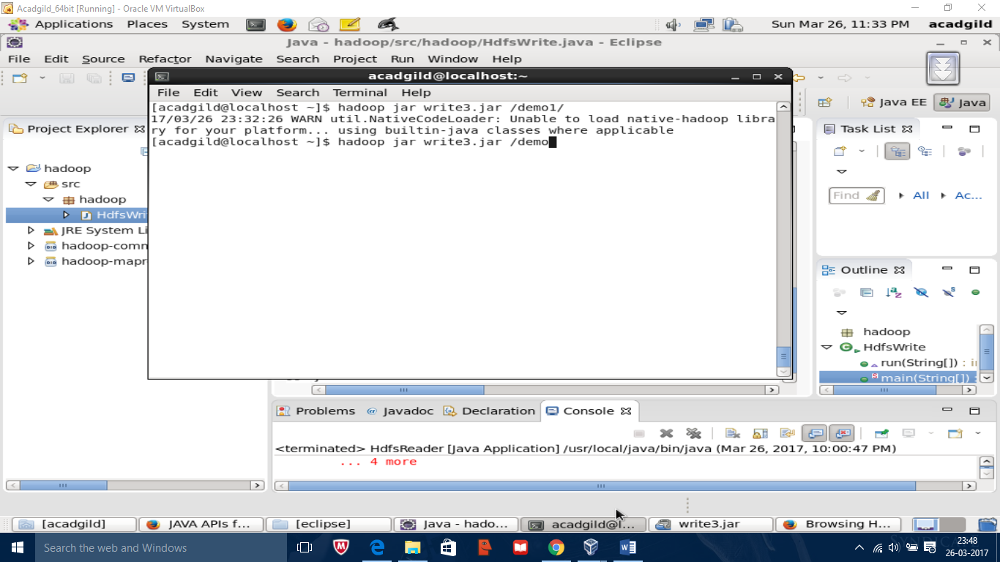 Acadgild_64bit [Running] - Oracle VM VirtualBox
Applications Places System Sun Mar 26, 11:33 PM acadgild
Java - hadoop/src/hadoop/HdfsWrite.java - Eclipse
File Edit Source Refactor Navigate Search Project Run Window Help
acadgild@localhost:~
File Edit View Search Terminal Help
[acadgild@localhost ~]$ hadoop jar write3.jar /demo1/
17/03/26 23:32:26 WARN util.NativeCodeLoader: Unable to load native-hadoop libra
ry for your platform... using builtin-java classes where applicable
[acadgild@localhost ~]$ hadoop jar write3.jar /demo
Java EE Java
Project Explorer
hadoop
src
hadoop
HdfsWri
JRE System Li
hadoop-comm
hadoop-mapr
Task List
Find All Ac...
Outline
hadoop
HdfsWrite
run(String[]) : i
main(String[]) :
Problems @ Javadoc Declaration Console
<terminated> HdfsReader [Java Application] /usr/local/java/bin/java (Mar 26, 2017, 10:00:47 PM)
... 4 more
[acadgild] JAVA APIs f... [eclipse] Java - hado... acadgild@l... write3.jar Browsing H...
Search the web and Windows
23:48
26-03-2017